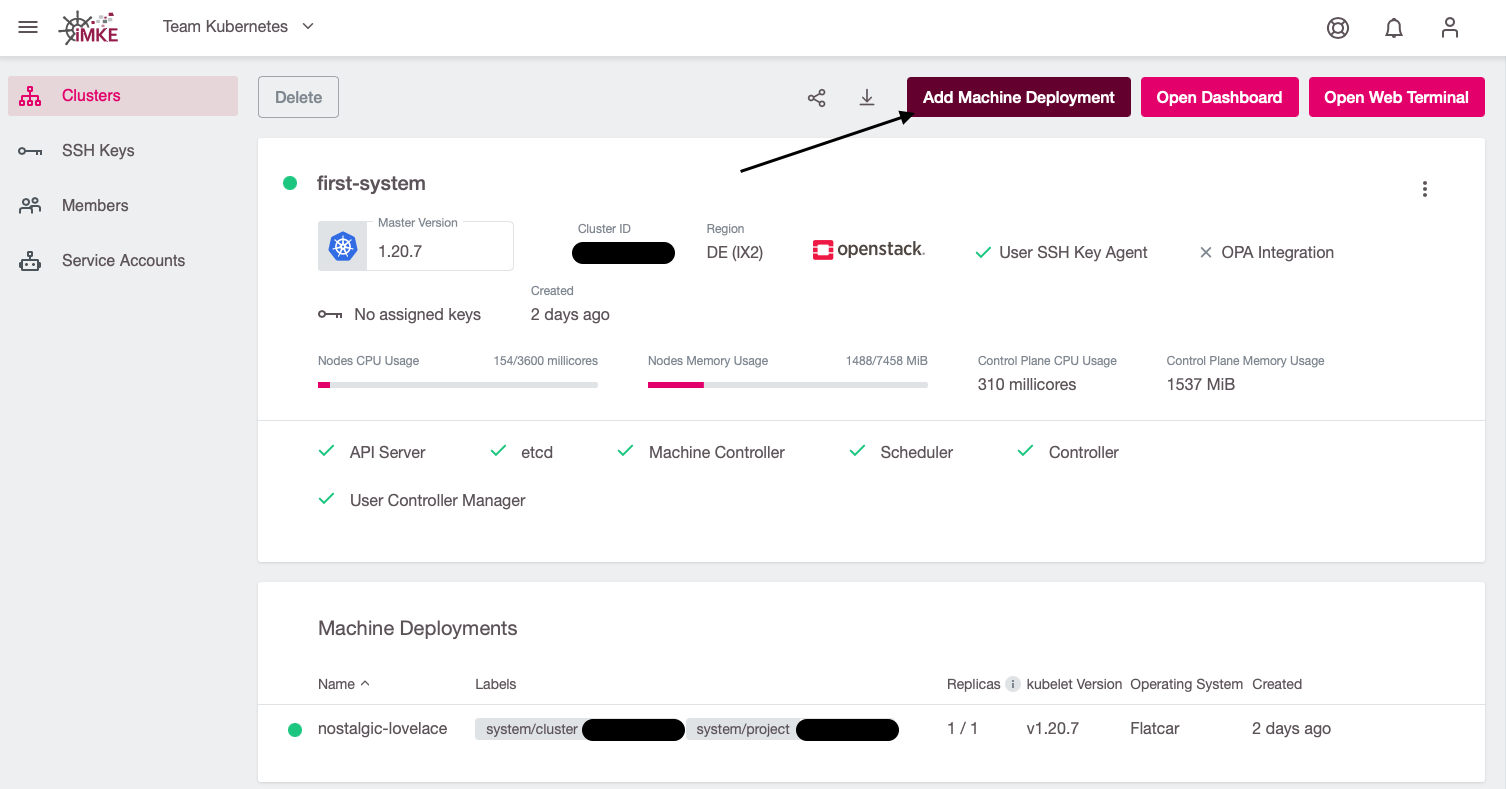 iMKE Team Kubernetes
Clusters
SSH Keys
Members
Service Accounts
Delete Add Machine Deployment Open Dashboard Open Web Terminal
first-system
Master Version
1.20.7
Cluster ID
Region
DE (IX2)
openstack.
User SSH Key Agent
OPA Integration
No assigned keys
Created
2 days ago
Nodes CPU Usage 154/3600 millicores
Nodes Memory Usage 1488/7458 MiB
Control Plane CPU Usage
310 millicores
Control Plane Memory Usage
1537 MiB
API Server etcd Machine Controller Scheduler Controller
User Controller Manager
Machine Deployments
Name Labels Replicas i kubelet Version Operating System Created
nostalgic-lovelace system/cluster system/project 1 / 1 v1.20.7 Flatcar 2 days ago